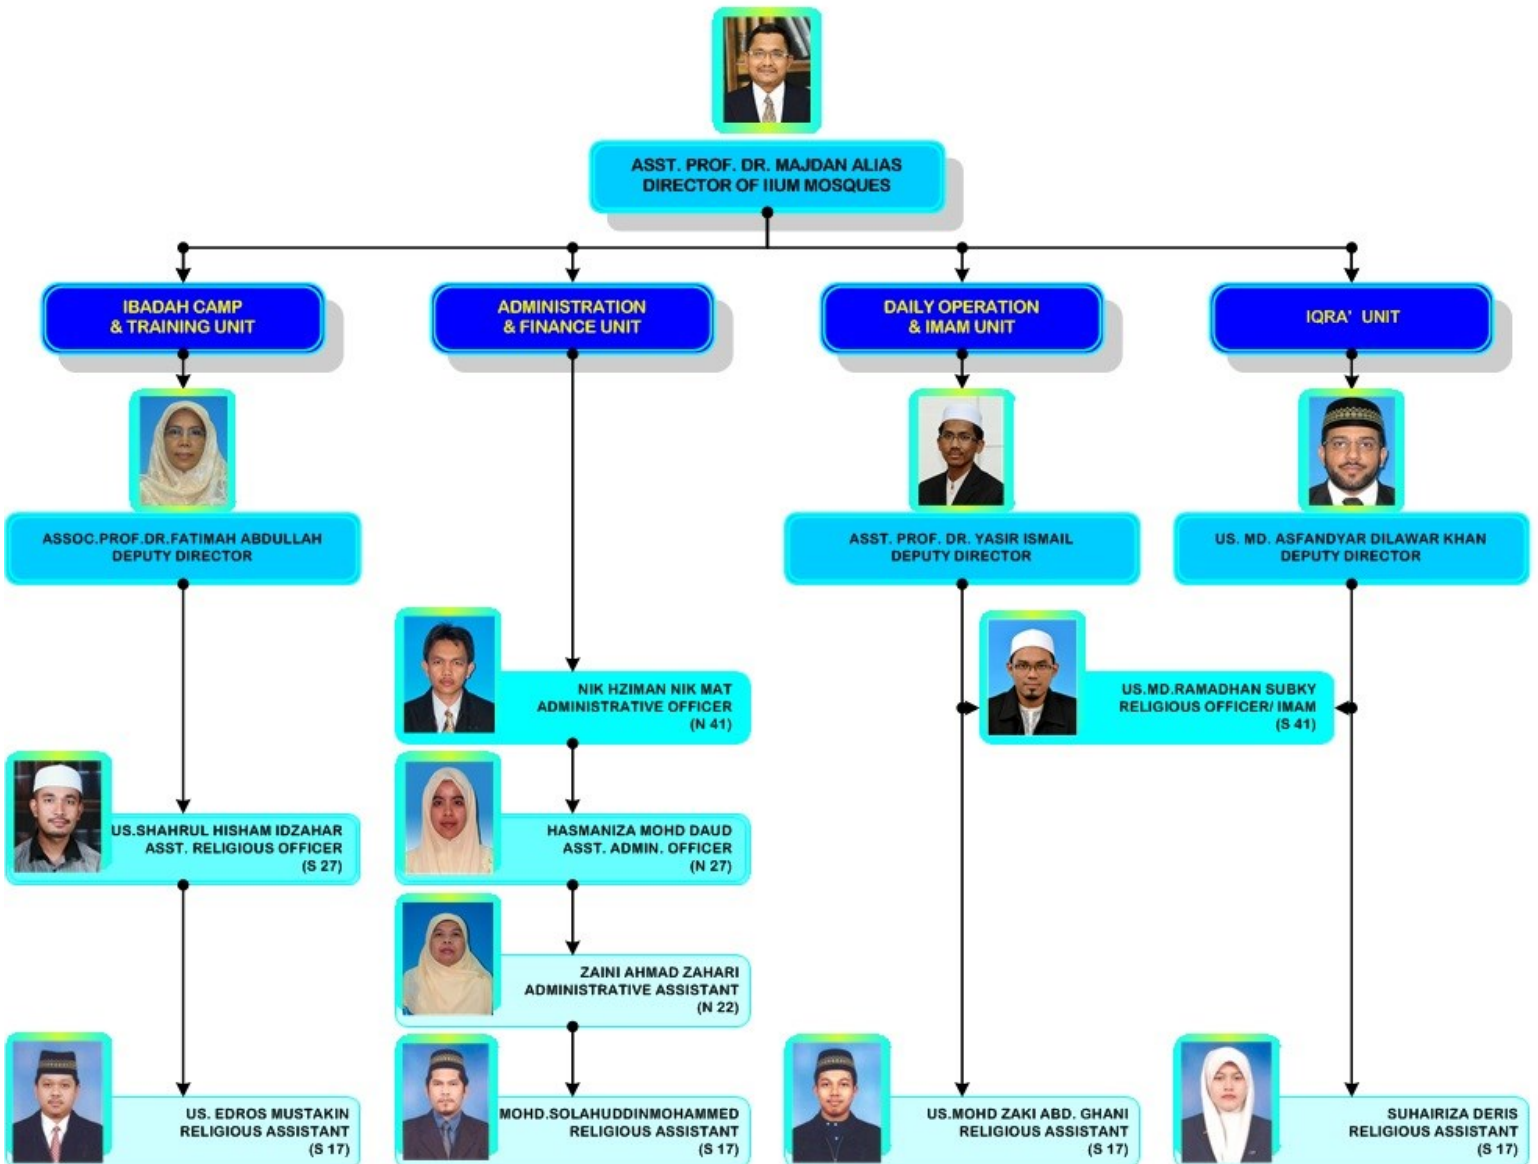 ASST. PROF. DR. MAJDAN ALIAS
DIRECTOR OF IIUM MOSQUES
IBADAH CAMP
& TRAINING UNIT
ADMINISTRATION
& FINANCE UNIT
DAILY OPERATION
& IMAM UNIT
IQRA' UNIT
ASSOC.PROF.DR.FATIMAH ABDULLAH
DEPUTY DIRECTOR
ASST. PROF. DR. YASIR ISMAIL
DEPUTY DIRECTOR
US. MD. ASFANDYAR DILAWAR KHAN
DEPUTY DIRECTOR
NIK HZIMAN NIK MAT
ADMINISTRATIVE OFFICER
(N 41)
US.MD.RAMADHAN SUBKY
RELIGIOUS OFFICER/ IMAM
(S 41)
US.SHAHRUL HISHAM IDZAHAR
ASST. RELIGIOUS OFFICER
(S 27)
HASMANIZA MOHD DAUD
ASST. ADMIN. OFFICER
(N 27)
ZAINI AHMAD ZAHARI
ADMINISTRATIVE ASSISTANT
(N 22)
US. EDROS MUSTAKIN
RELIGIOUS ASSISTANT
(S 17)
MOHD.SOLAHUDDINMOHAMMED
RELIGIOUS ASSISTANT
(S 17)
US.MOHD ZAKI ABD. GHANI
RELIGIOUS ASSISTANT
(S 17)
SUHAIRIZA DERIS
RELIGIOUS ASSISTANT
(S 17)